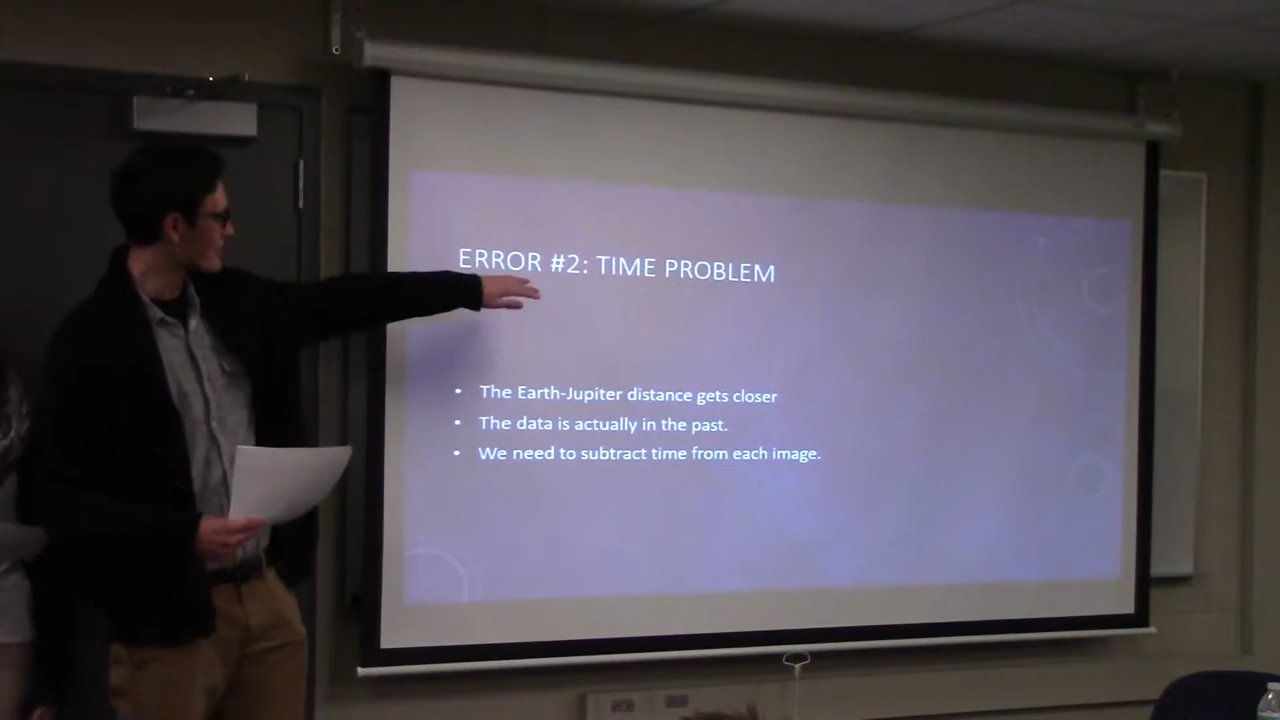 ERROR #2: TIME PROBLEM
• The Earth-Jupiter distance gets closer
• The data is actually in the past.
• We need to subtract time from each image.